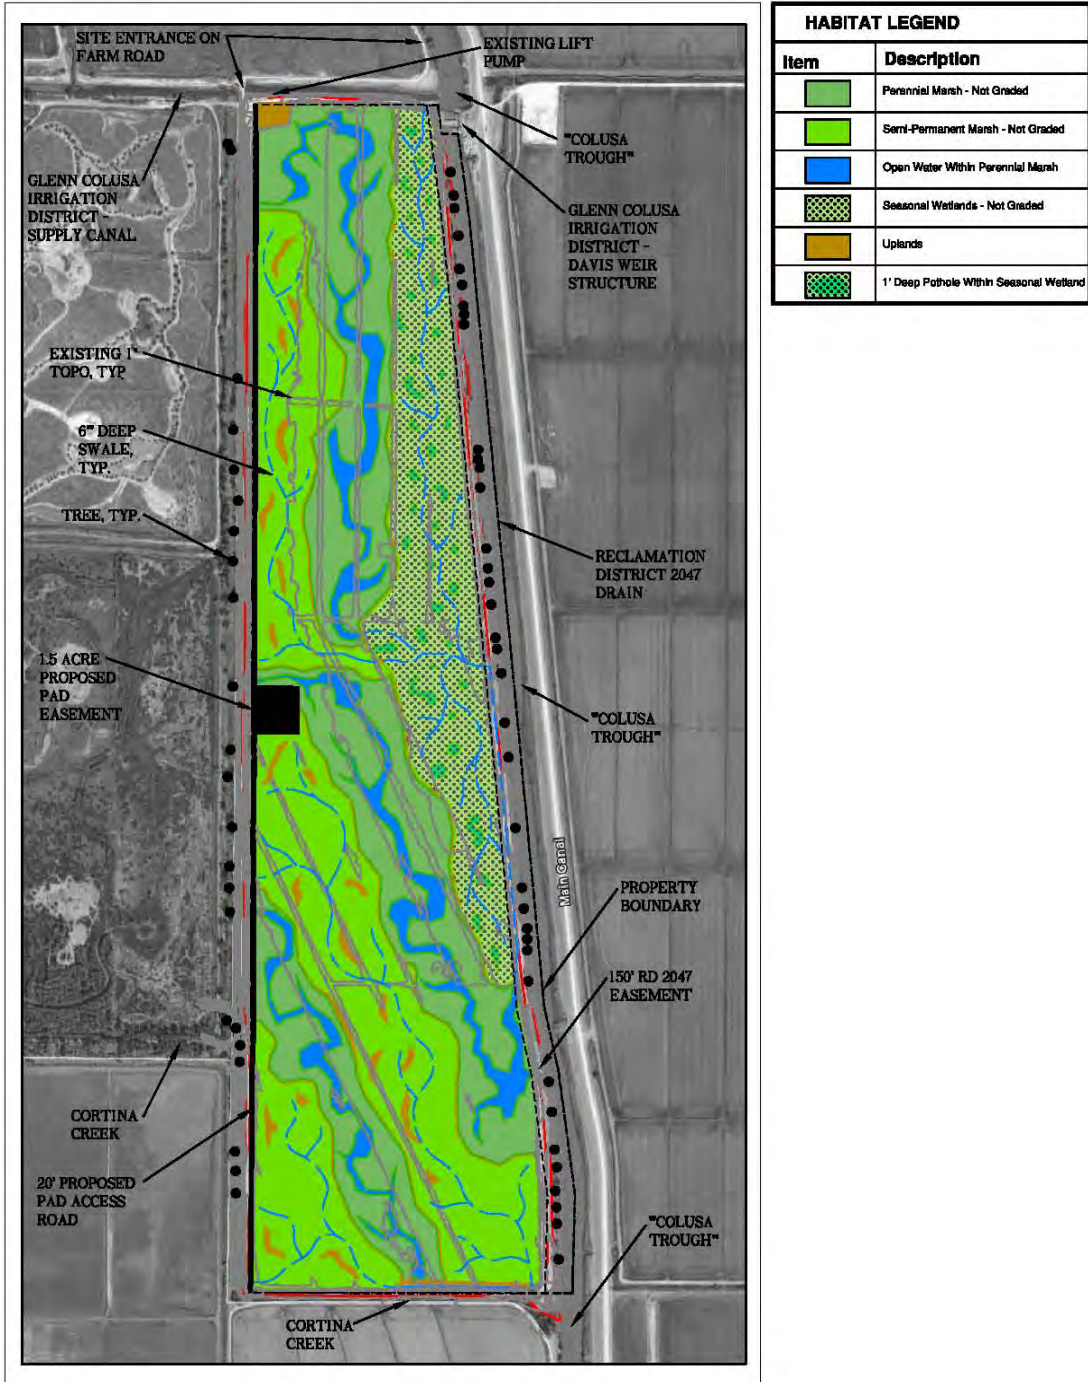 SITE ENTRANCE ON
FARM ROAD
EXISTING LIFT
PUMP
"COLUSA
TROUGH"
GLENN COLUSA
IRRIGATION
DISTRICT -
SUPPLY CANAL
GLENN COLUSA
IRRIGATION
DISTRICT -
DAVIS WEIR
STRUCTURE
EXISTING 1'
TOPO, TYP
6" DEEP
SWALE,
TYP.
TREE, TYP.
RECLAMATION
DISTRICT 2047
DRAIN
1.5 ACRE
PROPOSED
PAD
EASEMENT
"COLUSA
TROUGH"
Main Canal
PROPERTY
BOUNDARY
150' RD 2047
EASEMENT
CORTINA
CREEK
20' PROPOSED
PAD ACCESS
ROAD
"COLUSA
TROUGH"
CORTINA
CREEK
HABITAT LEGEND
Item
Description
Perennial Marsh - Not Graded
Semi-Permanent Marsh - Not Graded
Open Water Within Perennial Marsh
Seasonal Wetlands - Not Graded
Uplands
1' Deep Pothole Within Seasonal Wetland